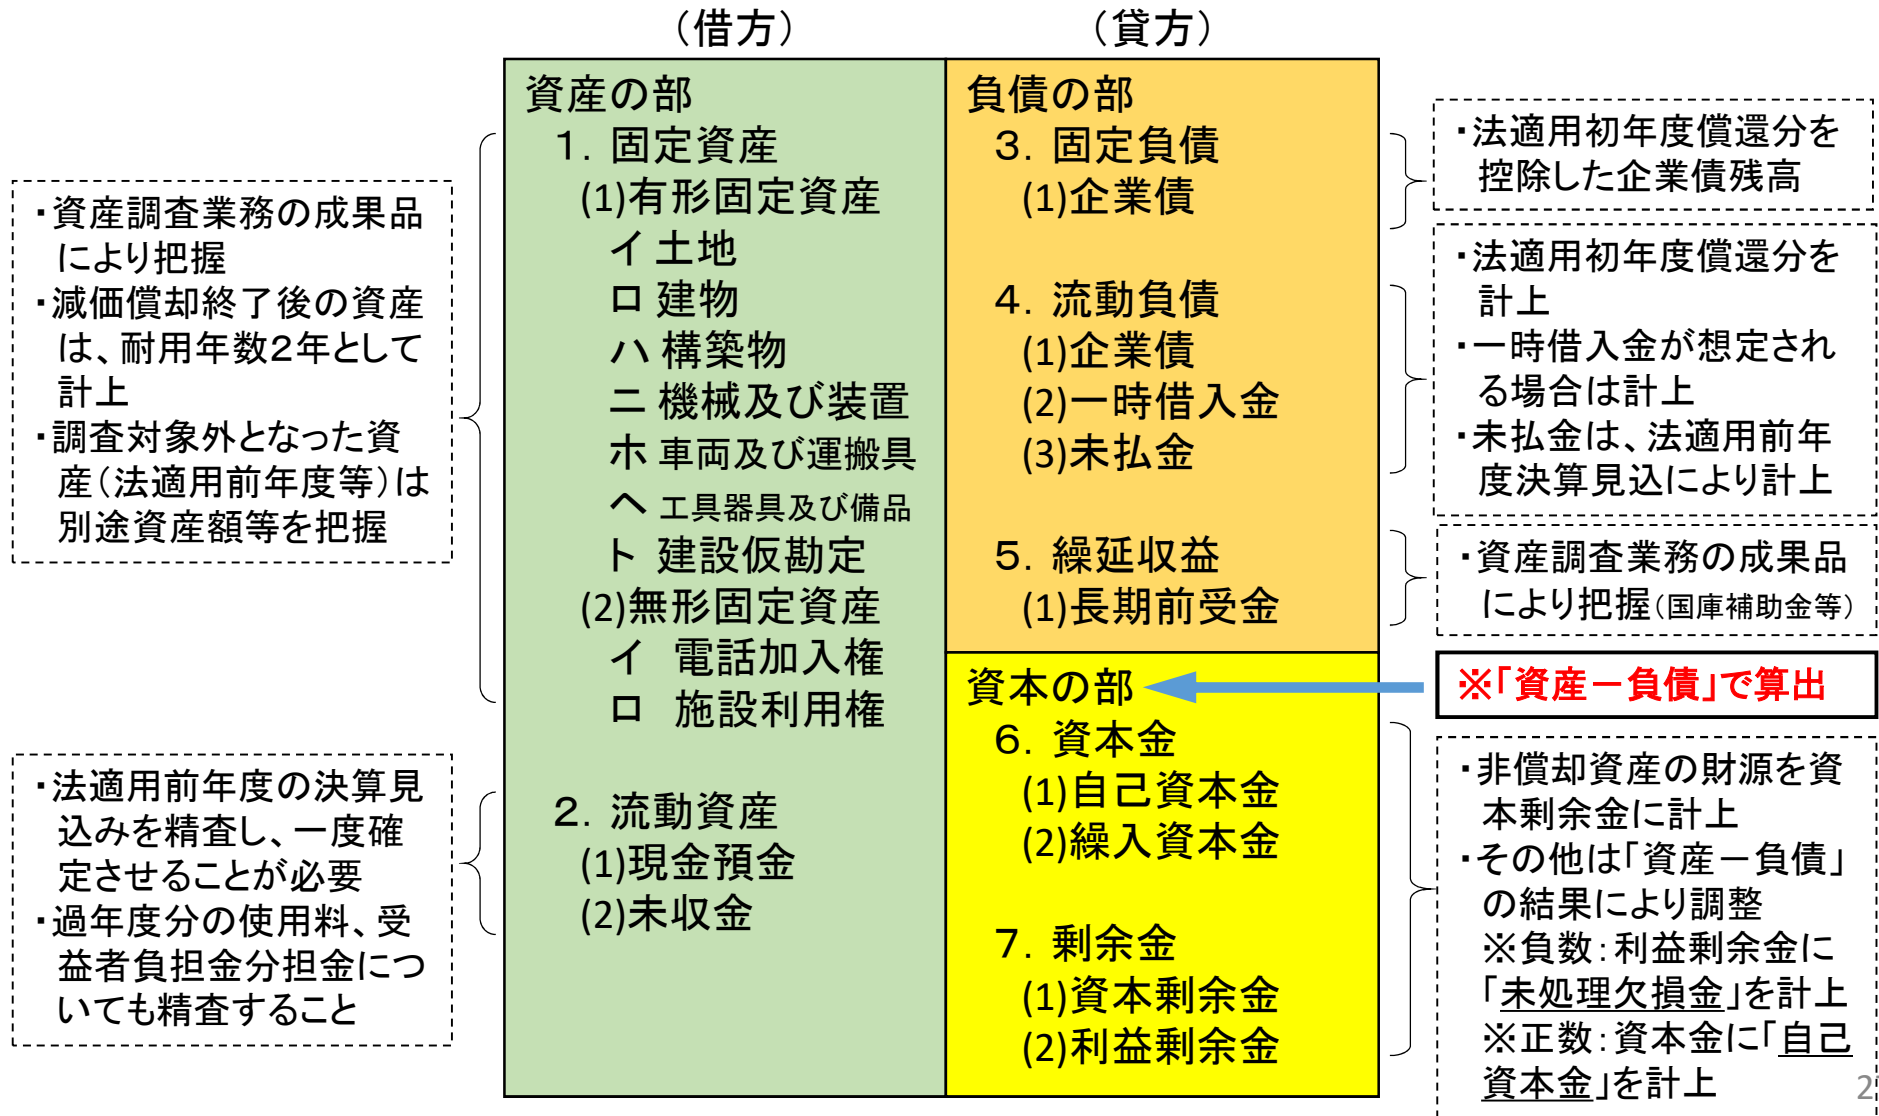 （借方）
（貸方）
・資産調査業務の成果品
により把握
・減価償却終了後の資産
は、耐用年数２年として
計上
・調査対象外となった資
産（法適用前年度等）は
別途資産額等を把握
・法適用前年度の決算見
込みを精査し、一度確
定させることが必要
・過年度分の使用料、受
益者負担金分担金につ
いても精査すること
資産の部
１．固定資産
(1)有形固定資産
イ 土地
ロ 建物
ハ 構築物
ニ 機械及び装置
ホ 車両及び運搬具
ヘ 工具器具及び備品
ト 建設仮勘定
(2)無形固定資産
イ 電話加入権
ロ 施設利用権
２．流動資産
(1)現金預金
(2)未収金
負債の部
３．固定負債
(1)企業債
４．流動負債
(1)企業債
(2)一時借入金
(3)未払金
５．繰延収益
(1)長期前受金
資本の部
６．資本金
(1)自己資本金
(2)繰入資本金
７．剰余金
(1)資本剰余金
(2)利益剰余金
・法適用初年度償還分を
控除した企業債残高
・法適用初年度償還分を
計上
・一時借入金が想定され
る場合は計上
・未払金は、法適用前年
度決算見込により計上
・資産調査業務の成果品
により把握（国庫補助金等）
※「資産－負債」で算出
・非償却資産の財源を資
本剰余金に計上
・その他は「資産－負債」
の結果により調整
※負数：利益剰余金に
「未処理欠損金」を計上
※正数：資本金に「自己
資本金」を計上